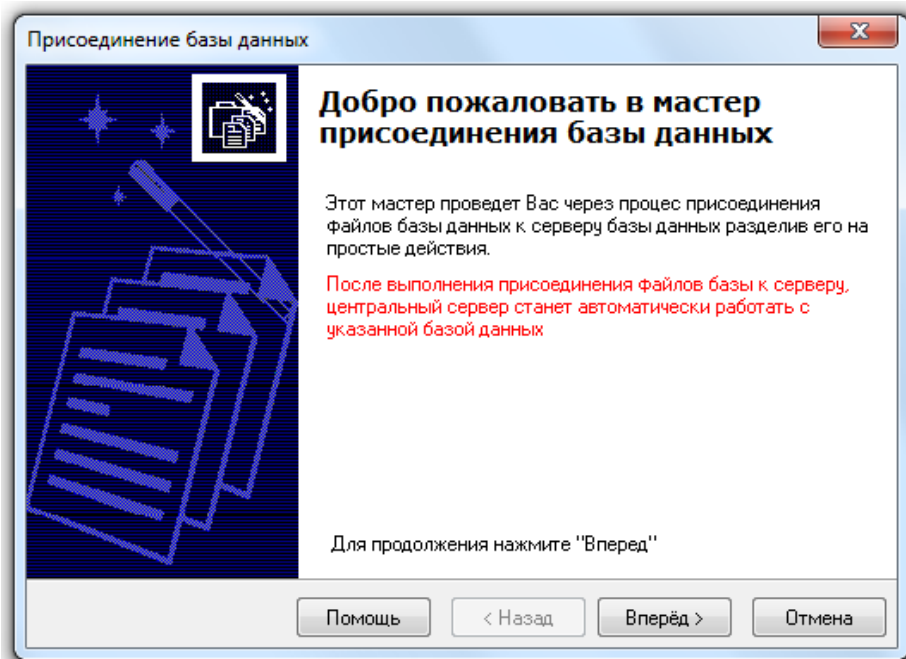 Присоединение базы данных
Добро пожаловать в мастер
присоединения базы данных
Этот мастер проведет Вас через процес присоединения
файлов базы данных к серверу базы данных разделив его на
простые действия.
После выполнения присоединения файлов базы к серверу,
центральный сервер станет автоматически работать с
указанной базой данных
Для продолжения нажмите "Вперед"
Помощь
< Назад
Вперёд >
Отмена